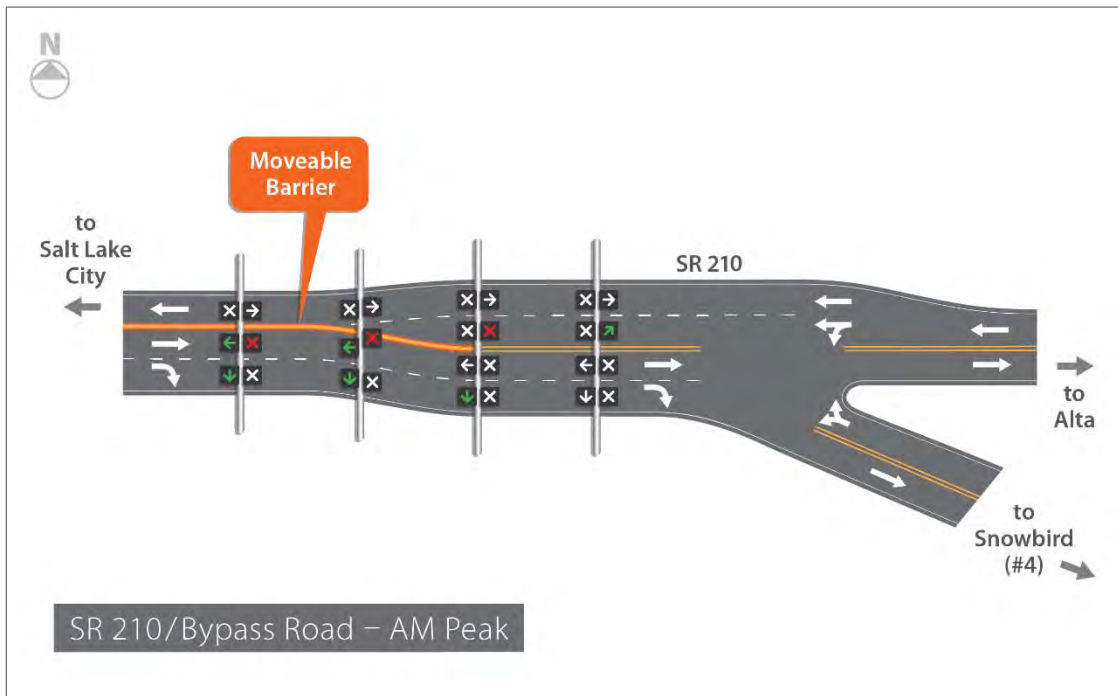 N
Moveable
Barrier
to
Salt Lake
City
SR 210
to
Alta
to
Snowbird
(#4)
SR 210/Bypass Road – AM Peak